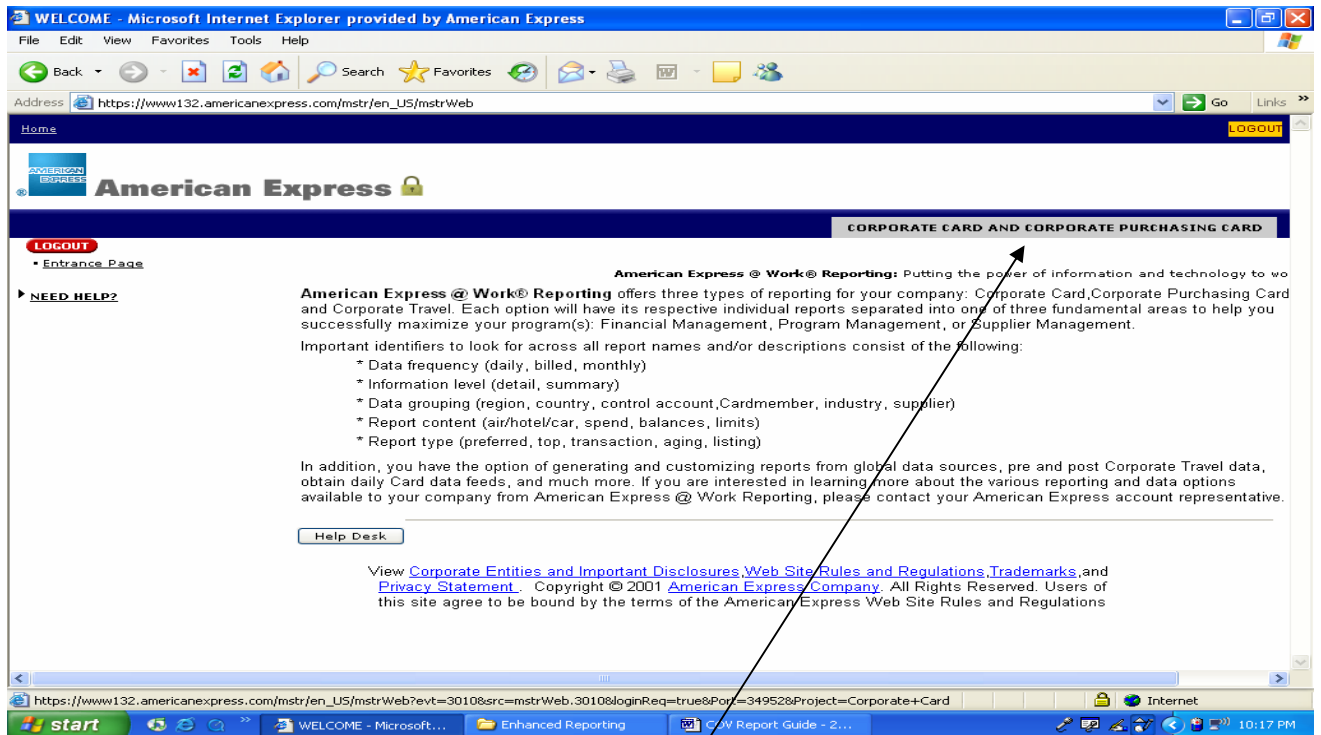 WELCOME - Microsoft Internet Explorer provided by American Express
File Edit View Favorites Tools Help
Back Search Favorites
Address https://www132.americanexpress.com/mstr/en_US/mstrWeb Go Links »
Home LOGOUT
AMERICAN EXPRESS
® American Express
CORPORATE CARD AND CORPORATE PURCHASING CARD
LOGOUT
• Entrance Page
American Express @ Work® Reporting: Putting the power of information and technology to wo
NEED HELP?
American Express @ Work® Reporting offers three types of reporting for your company: Corporate Card,Corporate Purchasing Card
and Corporate Travel. Each option will have its respective individual reports separated into one of three fundamental areas to help you
successfully maximize your program(s): Financial Management, Program Management, or Supplier Management.
Important identifiers to look for across all report names and/or descriptions consist of the following:
* Data frequency (daily, billed, monthly)
* Information level (detail, summary)
* Data grouping (region, country, control account,Cardmember, industry, supplier)
* Report content (air/hotel/car, spend, balances, limits)
* Report type (preferred, top, transaction, aging, listing)
In addition, you have the option of generating and customizing reports from global data sources, pre and post Corporate Travel data,
obtain daily Card data feeds, and much more. If you are interested in learning more about the various reporting and data options
available to your company from American Express @ Work Reporting, please contact your American Express account representative.
Help Desk
View Corporate Entities and Important Disclosures,Web Site Rules and Regulations,Trademarks,and
Privacy Statement . Copyright © 2001 American Express Company. All Rights Reserved. Users of
this site agree to be bound by the terms of the American Express Web Site Rules and Regulations
https://www132.americanexpress.com/mstr/en_US/mstrWeb?evt=3010&src=mstrWeb.3010&loginReq=true&Port=34952&Project=Corporate+Card Internet
start » WELCOME - Microsoft... Enhanced Reporting COV Report Guide - 2... 10:17 PM